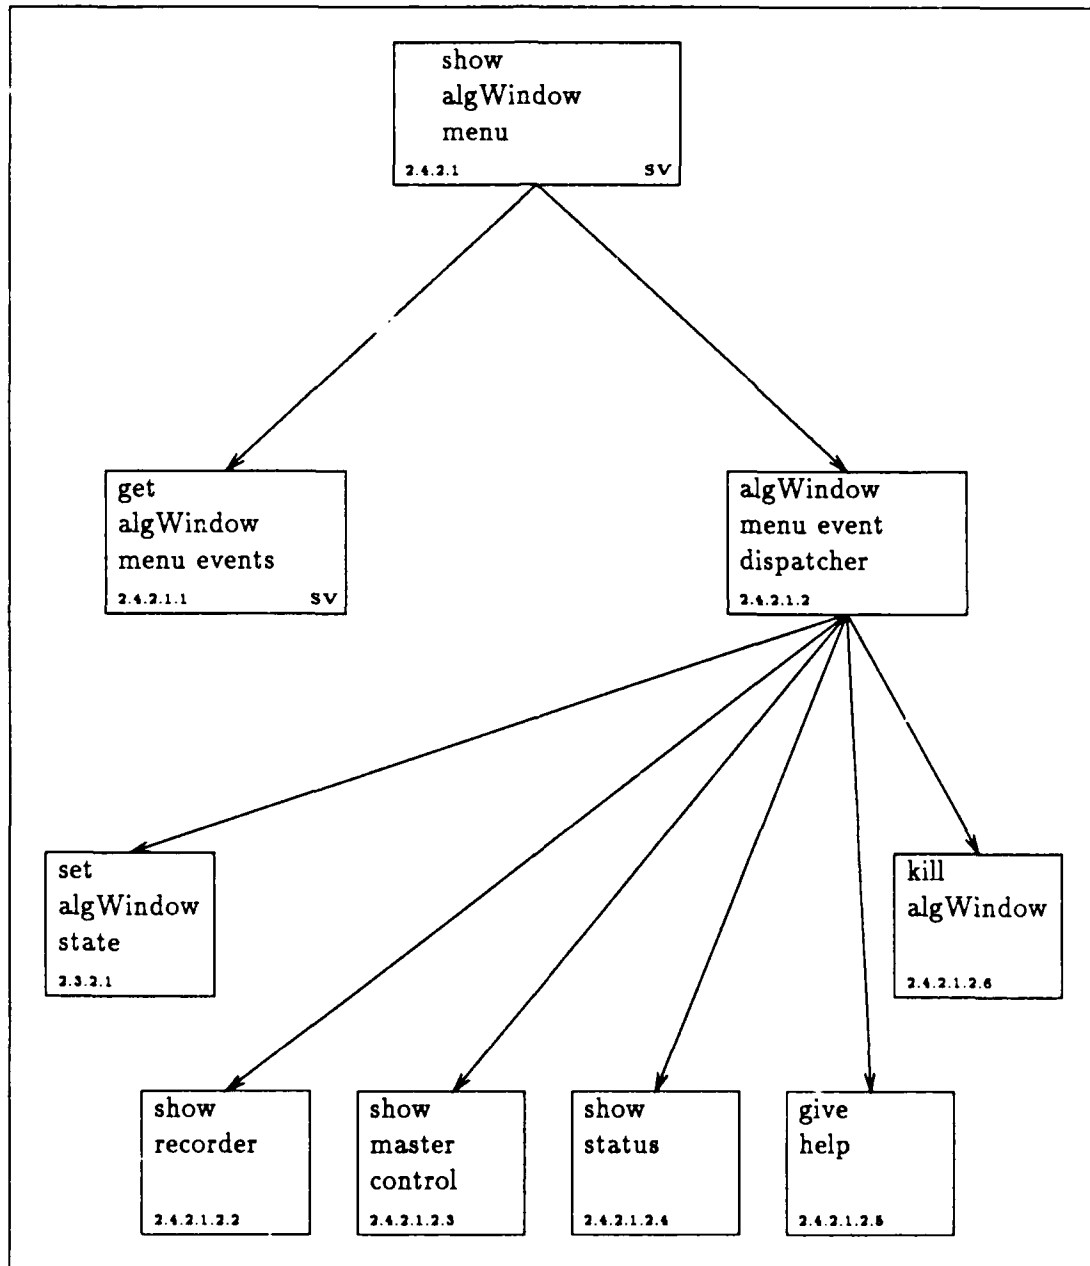 show
algWindow
menu
2.4.2.1 SV
get
algWindow
menu events
2.4.2.1.1 SV
algWindow
menu event
dispatcher
2.4.2.1.2
set
algWindow
state
2.3.2.1
kill
algWindow
2.4.2.1.2.6
show
recorder
2.4.2.1.2.2
show
master
control
2.4.2.1.2.3
show
status
2.4.2.1.2.4
give
help
2.4.2.1.2.5